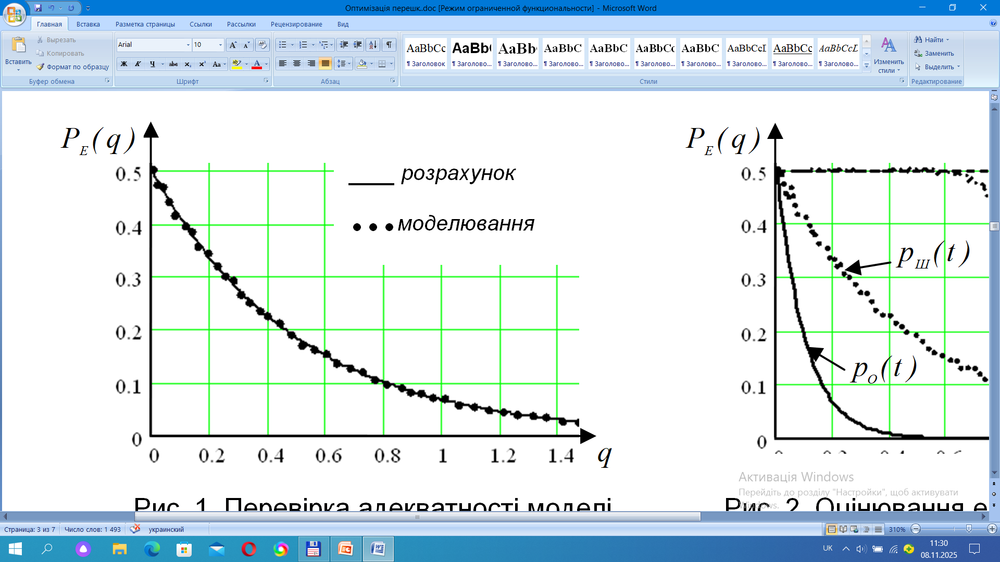 Оптимізація перешк..doc [Режим ограниченной функциональности] - Microsoft Word
Главная Вставка Разметка страницы Ссылки Рассылки Рецензирование Вид
Вставить
Вырезать
Копировать
Формат по образцу
Буфер обмена
Arial 10
Ж К Ч abc x₂ x² Aa
Шрифт
Абзац
AaBbCc AaBb( AaBb( AaBbC AaBbC AaBbCc AaBbC AaBbCcI AaBbCc AaBbCcL
¶ Заголовок ¶ Заголово... ¶ Заголово... ¶ Заголово... ¶ Заголово... ¶ Заголово... ¶ Заголово... ¶ Заголово... ¶ Заголово... ¶ Заголово...
Стили
Изменить стили
Найти
Заменить
Выделить
Редактирование
P_E(q)
0.5
0.4
0.3
0.2
0.1
0
0 0.2 0.4 0.6 0.8 1 1.2 1.4
q
розрахунок
моделювання
Рис. 1. Перевірка адекватності моделі
P_E(q)
0.5
0.4
0.3
0.2
0.1
0
p_Ш(t)
p_О(t)
Рис. 2. Оцінювання е
Активація Windows
Перейдіть до розділу "Настройки", щоб активувати
Windows.
Страница: 3 из 7 Число слов: 1 493 украинский
310%
UK
11:30
08.11.2025